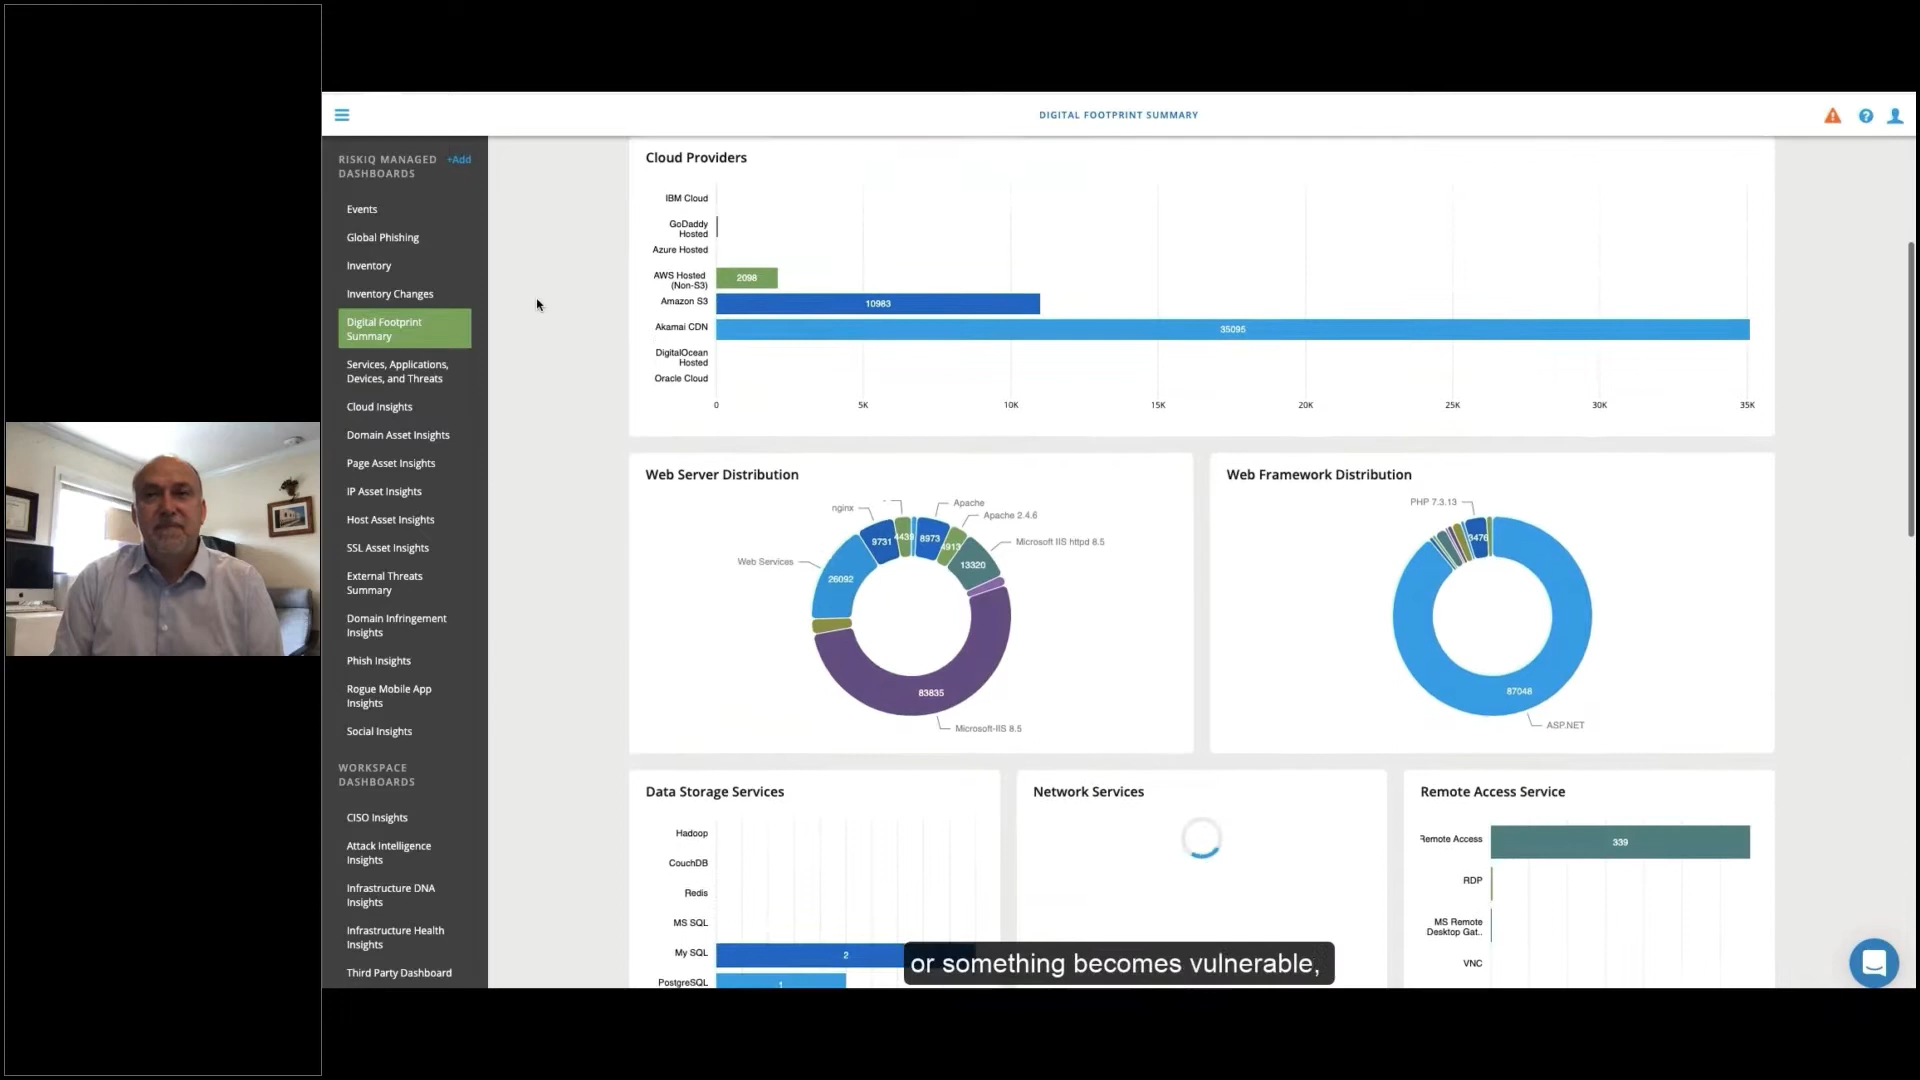 DIGITAL FOOTPRINT SUMMARY
RISKIQ MANAGED
DASHBOARDS
+Add
Events
Global Phishing
Inventory
Inventory Changes
Digital Footprint
Summary
Services, Applications,
Devices, and Threats
Cloud Insights
Domain Asset Insights
Page Asset Insights
IP Asset Insights
Host Asset Insights
SSL Asset Insights
External Threats
Summary
Domain Infringement
Insights
Phish Insights
Rogue Mobile App
Insights
Social Insights
WORKSPACE
DASHBOARDS
CISO Insights
Attack Intelligence
Insights
Infrastructure DNA
Insights
Infrastructure Health
Insights
Third Party Dashboard
Cloud Providers
IBM Cloud
GoDaddy
Hosted
Azure Hosted
AWS Hosted
(Non-S3)
2098
Amazon S3
10983
Akamai CDN
35095
DigitalOcean
Hosted
Oracle Cloud
0 5K 10K 15K 20K 25K 30K 35K
Web Server Distribution
nginx
Apache
Apache 2.4.6
Microsoft IIS httpd 8.5
Web Services
9731
8973
4913
13320
26092
83835
Microsoft-IIS 8.5
Web Framework Distribution
PHP 7.3.13
3476
87048
ASP.NET
Data Storage Services
Hadoop
CouchDB
Redis
MS SQL
My SQL
2
PostgreSQL
1
Network Services
Remote Access Service
Remote Access
339
RDP
MS Remote
Desktop Gat..
VNC
or something becomes vulnerable,